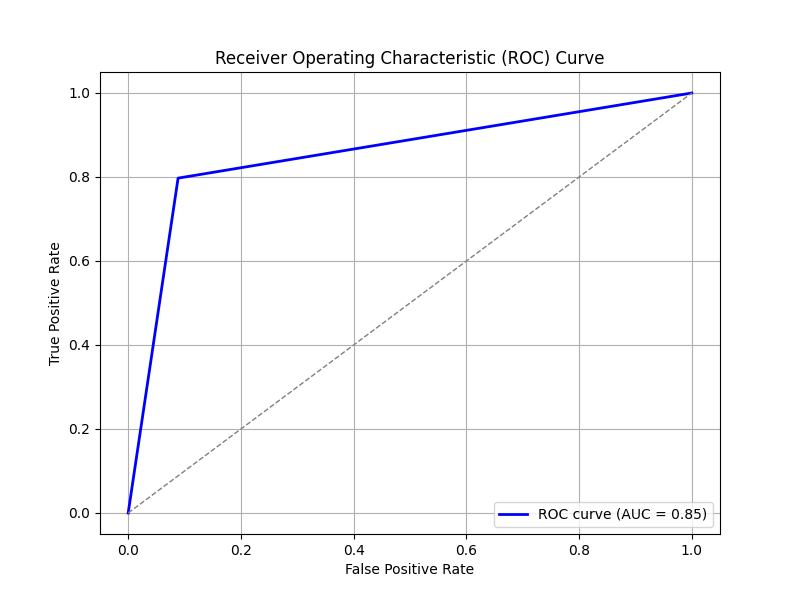 Receiver Operating Characteristic (ROC) Curve
1.0
0.8
0.6
0.4
0.2
0.0
True Positive Rate
ROC curve (AUC = 0.85)
0.0 0.2 0.4 0.6 0.8 1.0
False Positive Rate